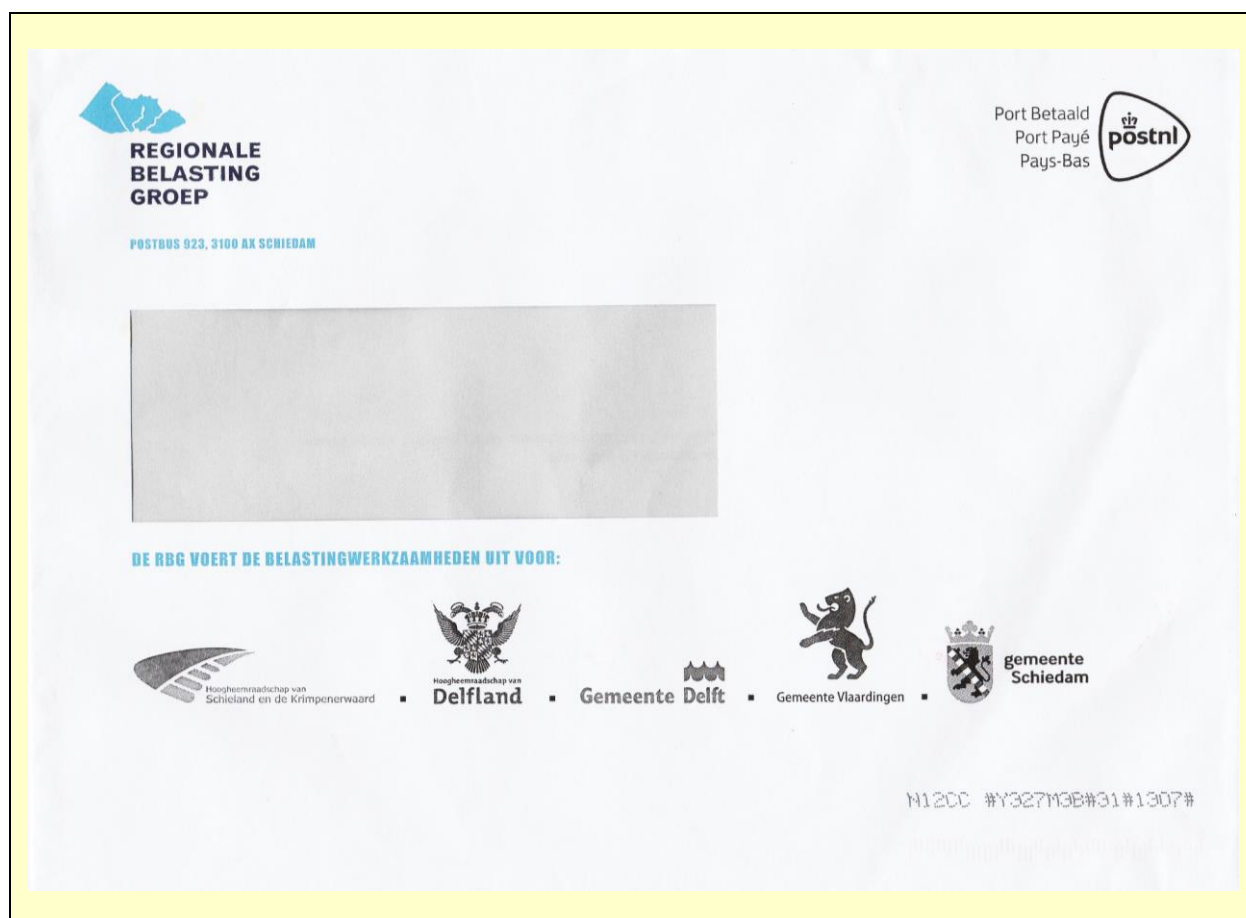 REGIONALE
BELASTING
GROEP
POSTBUS 923, 3100 AX SCHIEDAM
Port Betaald
Port Payé
Pays-Bas
postnl
DE RBG VOERT DE BELASTINGWERKZAAMHEDEN UIT VOOR:
Hoogheemraadschap van
Schieland en de Krimpenerwaard
Hoogheemraadschap van
Delfland
Gemeente Delft
Gemeente Vlaardingen
gemeente
Schiedam
N12CC #Y327M3B#31#1307#